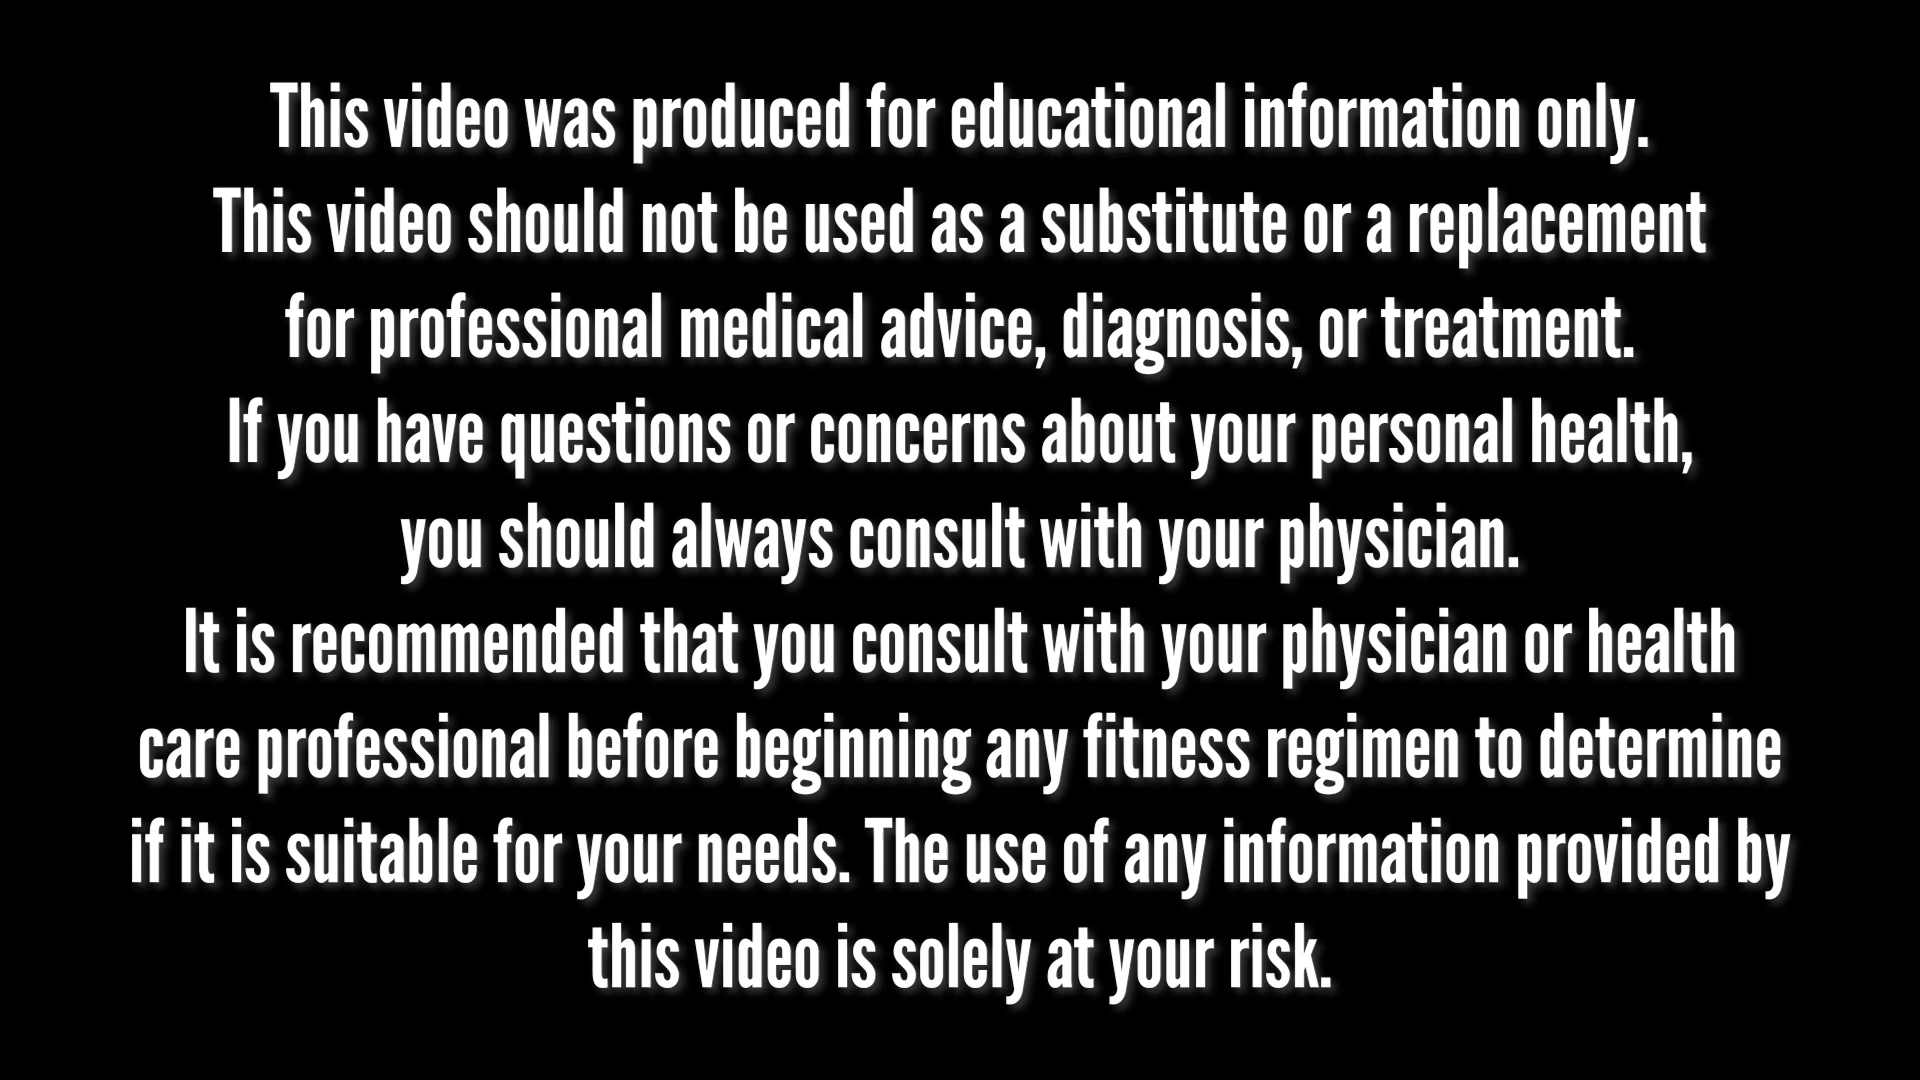 This video was produced for educational information only.
This video should not be used as a substitute or a replacement
for professional medical advice, diagnosis, or treatment.
If you have questions or concerns about your personal health,
you should always consult with your physician.
It is recommended that you consult with your physician or health
care professional before beginning any fitness regimen to determine
if it is suitable for your needs. The use of any information provided by
this video is solely at your risk.